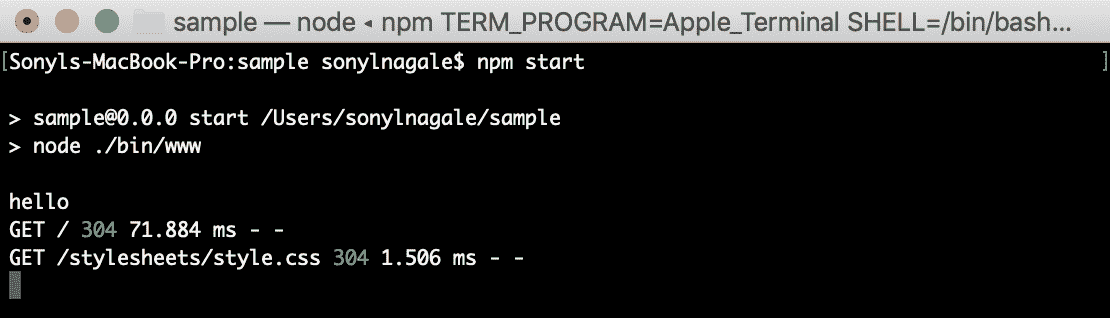 sample — node ◂ npm TERM_PROGRAM=Apple_Terminal SHELL=/bin/bash...
[Sonyls-MacBook-Pro:sample sonylnagale$ npm start ]
> sample@0.0.0 start /Users/sonylnagale/sample
> node ./bin/www
hello
GET / 304 71.884 ms - -
GET /stylesheets/style.css 304 1.506 ms - -